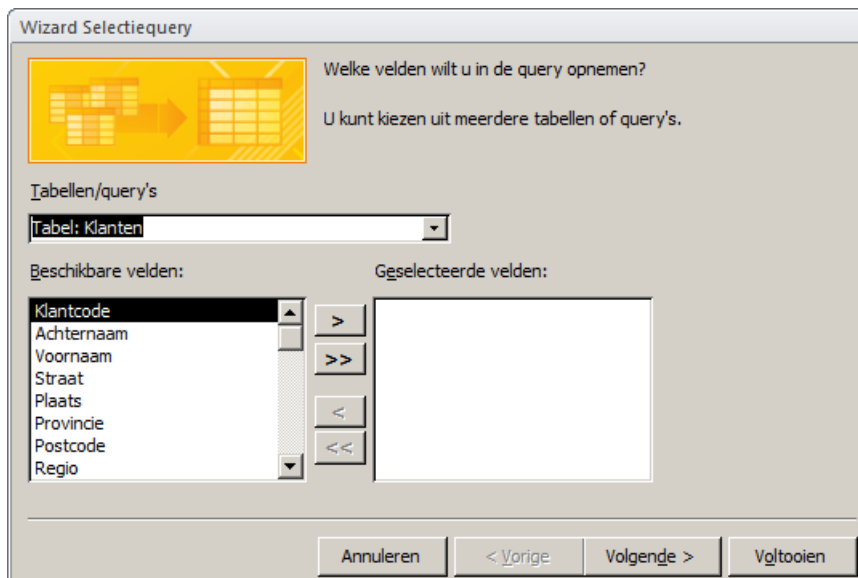 Wizard Selectiequery
Welke velden wilt u in de query opnemen?
U kunt kiezen uit meerdere tabellen of query's.
Tabellen/query's
Tabel: Klanten
Beschikbare velden:
Geselecteerde velden:
Klantcode
Achternaam
Voornaam
Straat
Plaats
Provincie
Postcode
Regio
>
>>
<
<<
Annuleren
< Vorige
Volgende >
Voltooien